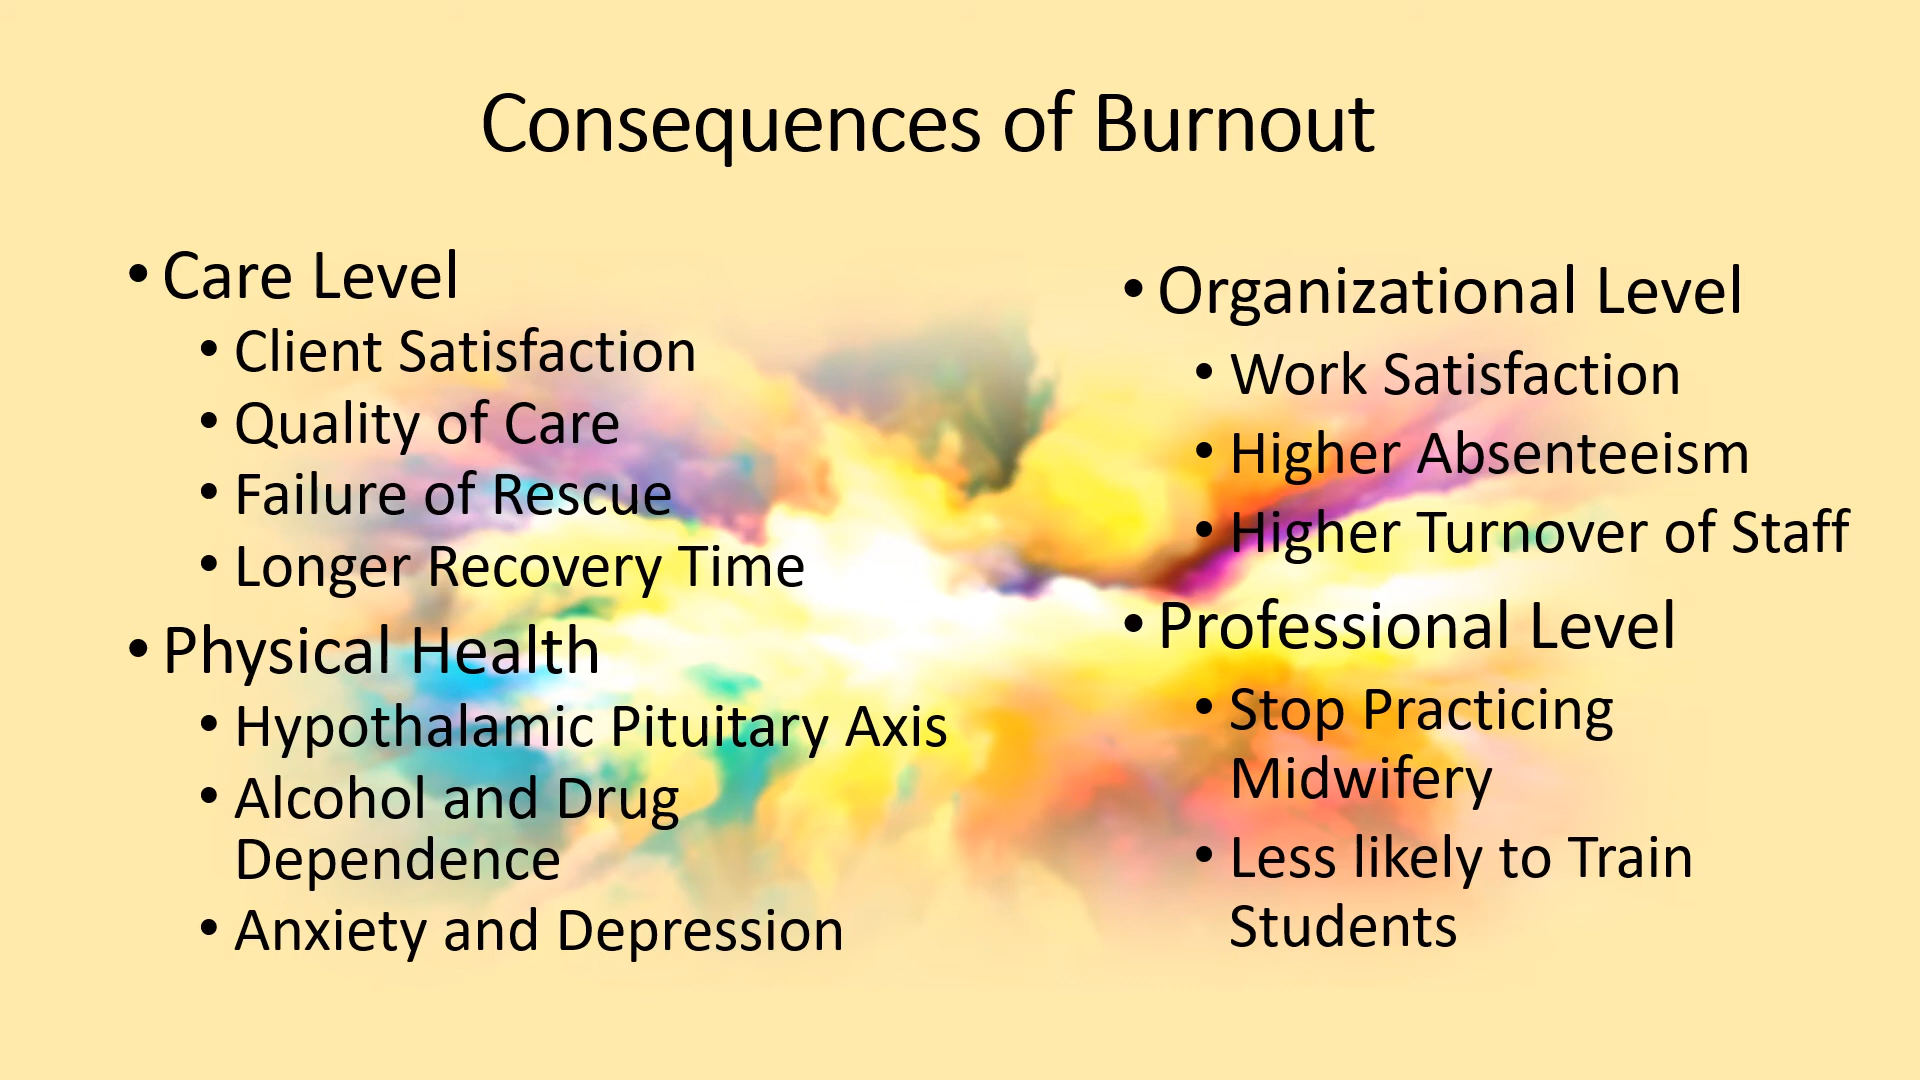 Consequences of Burnout
• Care Level
• Client Satisfaction
• Quality of Care
• Failure of Rescue
• Longer Recovery Time
• Physical Health
• Hypothalamic Pituitary Axis
• Alcohol and Drug
Dependence
• Anxiety and Depression
• Organizational Level
• Work Satisfaction
• Higher Absenteeism
• Higher Turnover of Staff
• Professional Level
• Stop Practicing
Midwifery
• Less likely to Train
Students